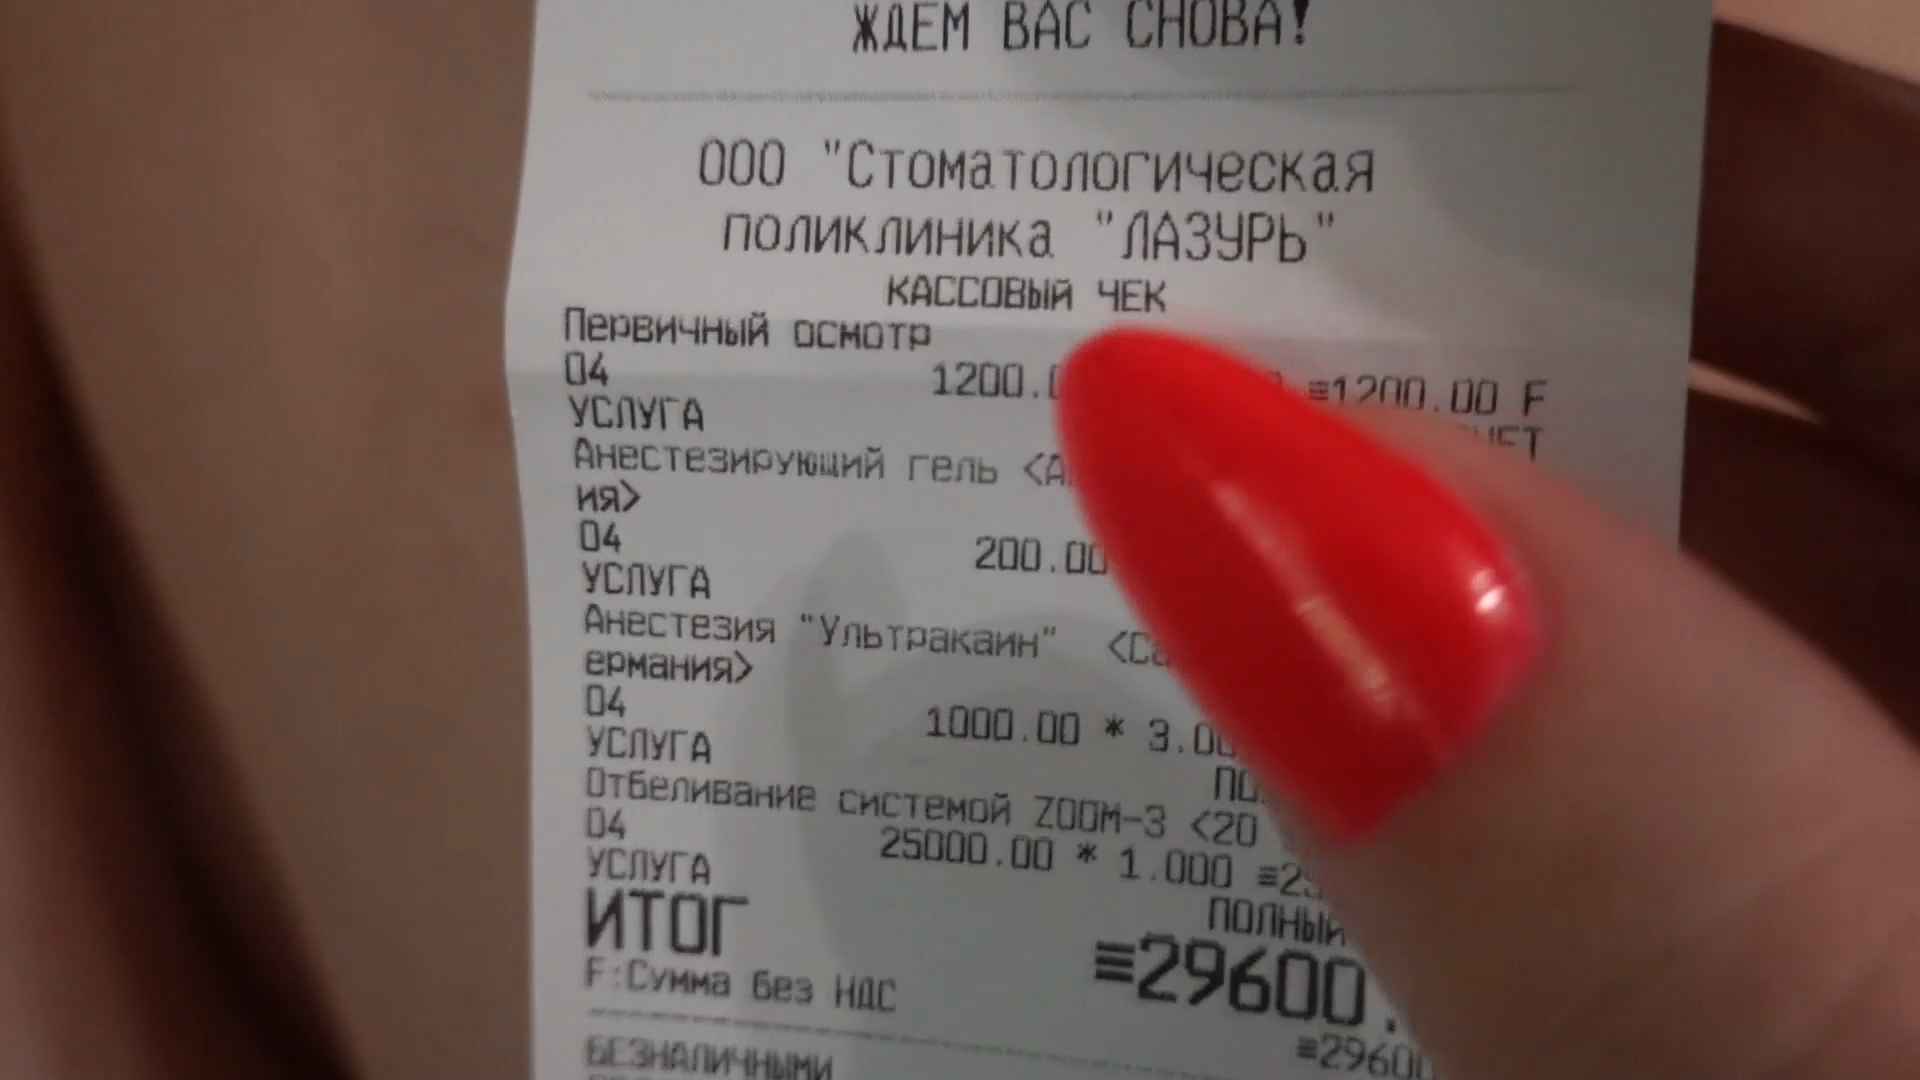 ЖДЕМ ВАС СНОВА!
ООО "Стоматологическая
поликлиника "ЛАЗУРЬ"
КАССОВЫЙ ЧЕК
Первичный осмотр
04 1200. ≡1200.00 F
УСЛУГА
Анестезирующий гель
ия>
04 200.00
УСЛУГА
Анестезия "Ультракаин"
ермания>
04 1000.00 * 3.00
УСЛУГА
Отбеливание системой ZOOM-3 <20
04 25000.00 * 1.000
УСЛУГА
ПОЛНЫЙ
ИТОГ ≡29600.
F:Сумма без НДС ≡29600
БЕЗНАЛИЧНЫМИ